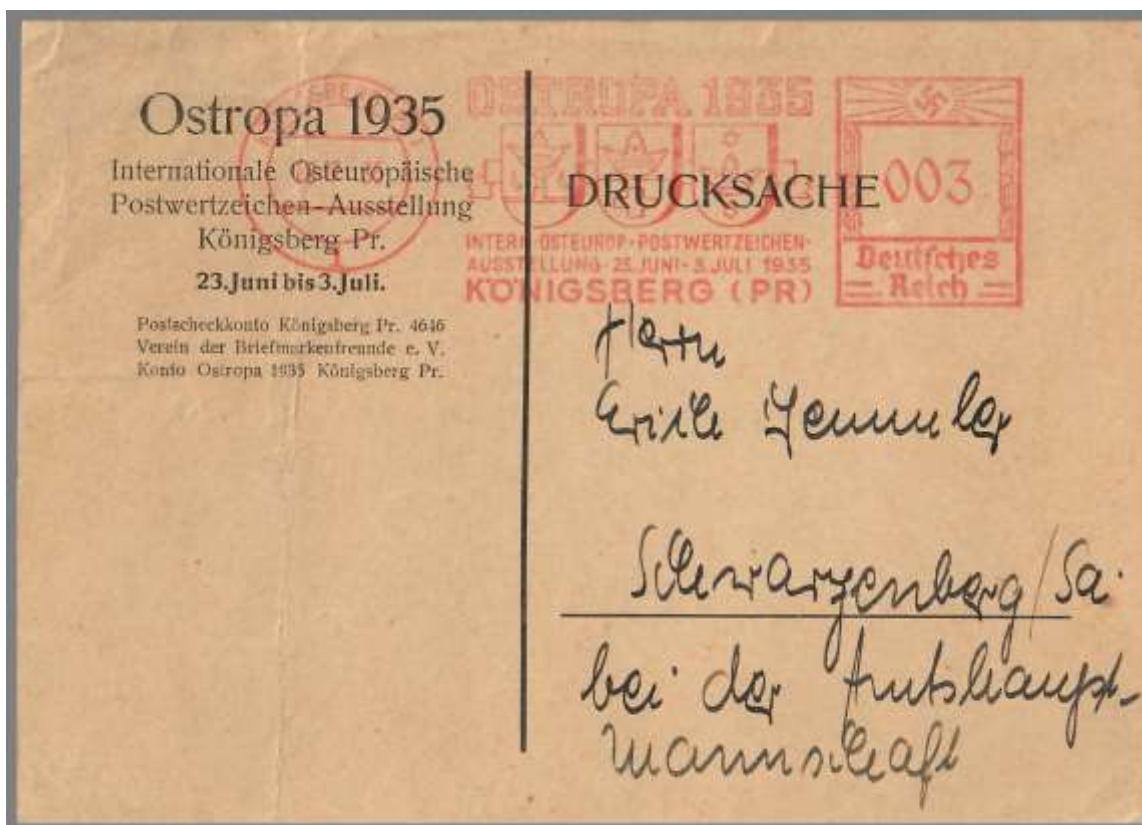 Ostropa 1935
Internationale Osteuropäische
Postwertzeichen-Ausstellung
Königsberg Pr.
23. Juni bis 3. Juli.
Postscheckkonto Königsberg Pr. 4646
Verein der Briefmarkenfreunde e. V.
Konto Ostropa 1935 Königsberg Pr.
OSTROPA 1935
INTERN·OSTEUROP·POSTWERTZEICHEN-
AUSSTELLUNG·23.JUNI-3.JULI 1935
KÖNIGSBERG (PR)
003
Deutsches
Reich
DRUCKSACHE
Herrn
Schwarzenberg/Sa.
bei der Amtshaupt-
mannschaft